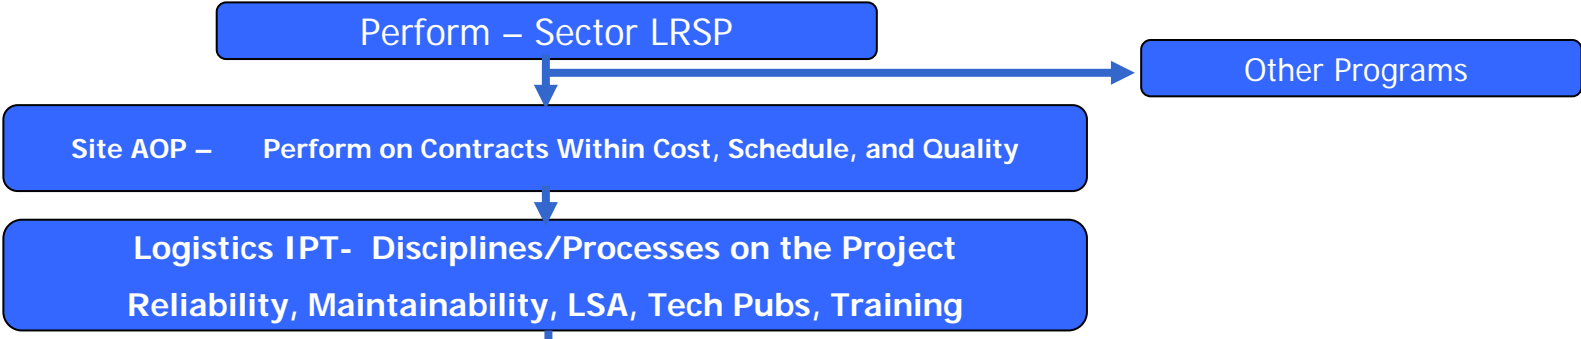 Perform – Sector LRSP
Other Programs
Site AOP – Perform on Contracts Within Cost, Schedule, and Quality
Logistics IPT- Disciplines/Processes on the Project
Reliability, Maintainability, LSA, Tech Pubs, Training